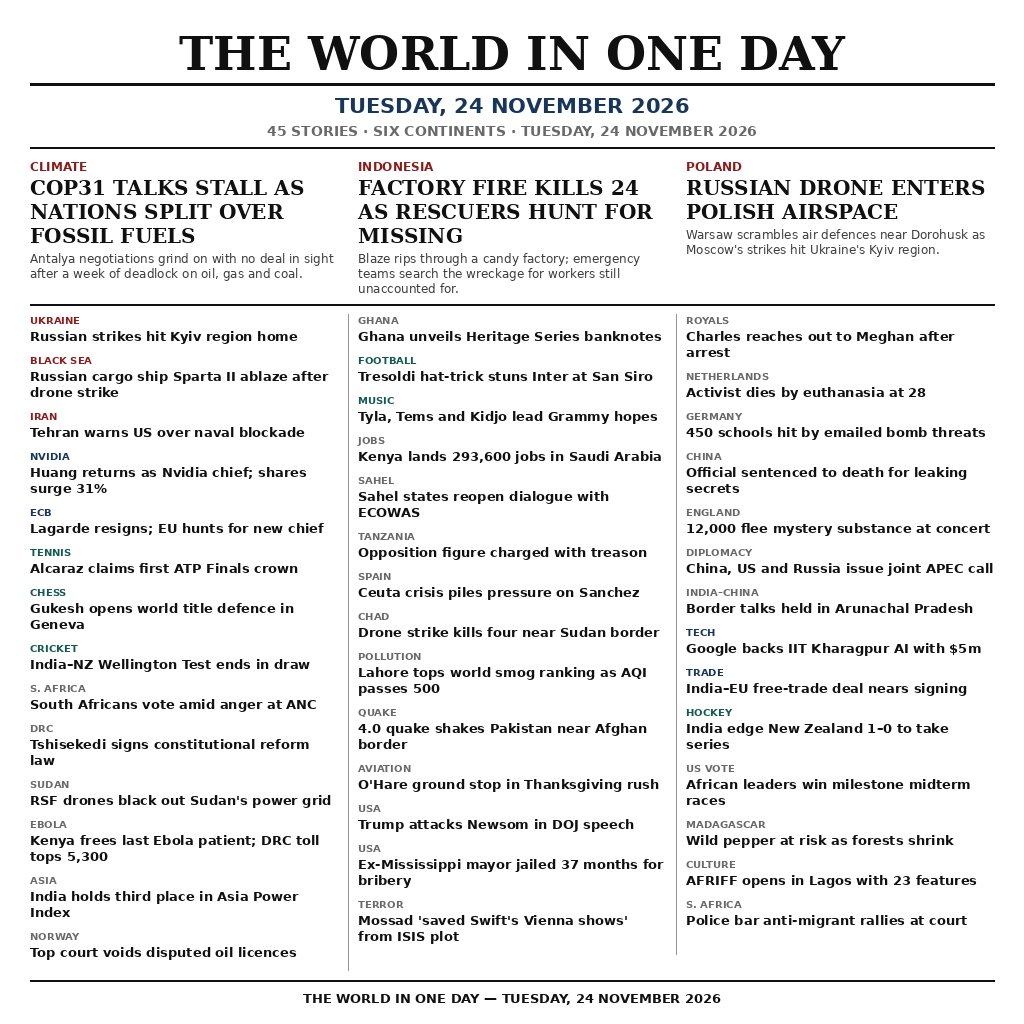 THE WORLD IN ONE DAY
TUESDAY, 24 NOVEMBER 2026
45 STORIES · SIX CONTINENTS · TUESDAY, 24 NOVEMBER 2026
CLIMATE
COP31 TALKS STALL AS
NATIONS SPLIT OVER
FOSSIL FUELS
Antalya negotiations grind on with no deal in sight
after a week of deadlock on oil, gas and coal.
INDONESIA
FACTORY FIRE KILLS 24
AS RESCUERS HUNT FOR
MISSING
Blaze rips through a candy factory; emergency
teams search the wreckage for workers still
unaccounted for.
POLAND
RUSSIAN DRONE ENTERS
POLISH AIRSPACE
Warsaw scrambles air defences near Dorohusk as
Moscow's strikes hit Ukraine's Kyiv region.
UKRAINE
Russian strikes hit Kyiv region home
BLACK SEA
Russian cargo ship Sparta II ablaze after
drone strike
IRAN
Tehran warns US over naval blockade
NVIDIA
Huang returns as Nvidia chief; shares
surge 31%
ECB
Lagarde resigns; EU hunts for new chief
TENNIS
Alcaraz claims first ATP Finals crown
CHESS
Gukesh opens world title defence in
Geneva
CRICKET
India–NZ Wellington Test ends in draw
S. AFRICA
South Africans vote amid anger at ANC
DRC
Tshisekedi signs constitutional reform
law
SUDAN
RSF drones black out Sudan's power grid
EBOLA
Kenya frees last Ebola patient; DRC toll
tops 5,300
ASIA
India holds third place in Asia Power
Index
NORWAY
Top court voids disputed oil licences
GHANA
Ghana unveils Heritage Series banknotes
FOOTBALL
Tresoldi hat-trick stuns Inter at San Siro
MUSIC
Tyla, Tems and Kidjo lead Grammy hopes
JOBS
Kenya lands 293,600 jobs in Saudi Arabia
SAHEL
Sahel states reopen dialogue with
ECOWAS
TANZANIA
Opposition figure charged with treason
SPAIN
Ceuta crisis piles pressure on Sanchez
CHAD
Drone strike kills four near Sudan border
POLLUTION
Lahore tops world smog ranking as AQI
passes 500
QUAKE
4.0 quake shakes Pakistan near Afghan
border
AVIATION
O'Hare ground stop in Thanksgiving rush
USA
Trump attacks Newsom in DOJ speech
USA
Ex-Mississippi mayor jailed 37 months for
bribery
TERROR
Mossad 'saved Swift's Vienna shows'
from ISIS plot
ROYALS
Charles reaches out to Meghan after
arrest
NETHERLANDS
Activist dies by euthanasia at 28
GERMANY
450 schools hit by emailed bomb threats
CHINA
Official sentenced to death for leaking
secrets
ENGLAND
12,000 flee mystery substance at concert
DIPLOMACY
China, US and Russia issue joint APEC call
INDIA–CHINA
Border talks held in Arunachal Pradesh
TECH
Google backs IIT Kharagpur AI with $5m
TRADE
India–EU free-trade deal nears signing
HOCKEY
India edge New Zealand 1–0 to take
series
US VOTE
African leaders win milestone midterm
races
MADAGASCAR
Wild pepper at risk as forests shrink
CULTURE
AFRIFF opens in Lagos with 23 features
S. AFRICA
Police bar anti-migrant rallies at court
THE WORLD IN ONE DAY — TUESDAY, 24 NOVEMBER 2026